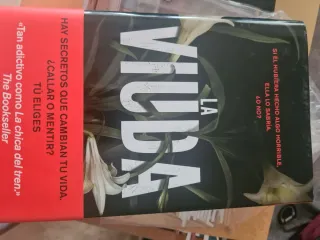 SI ÉL HUBIERA HECHO ALGO HORRIBLE,
ELLA LO SABRÍA.
¿O NO?
LA
VIUDA
HAY SECRETOS QUE CAMBIAN TU VIDA.
¿CALLAR O MENTIR?
TÚ ELIGES
«Tan adictivo como La chica del tren.»
The Bookseller